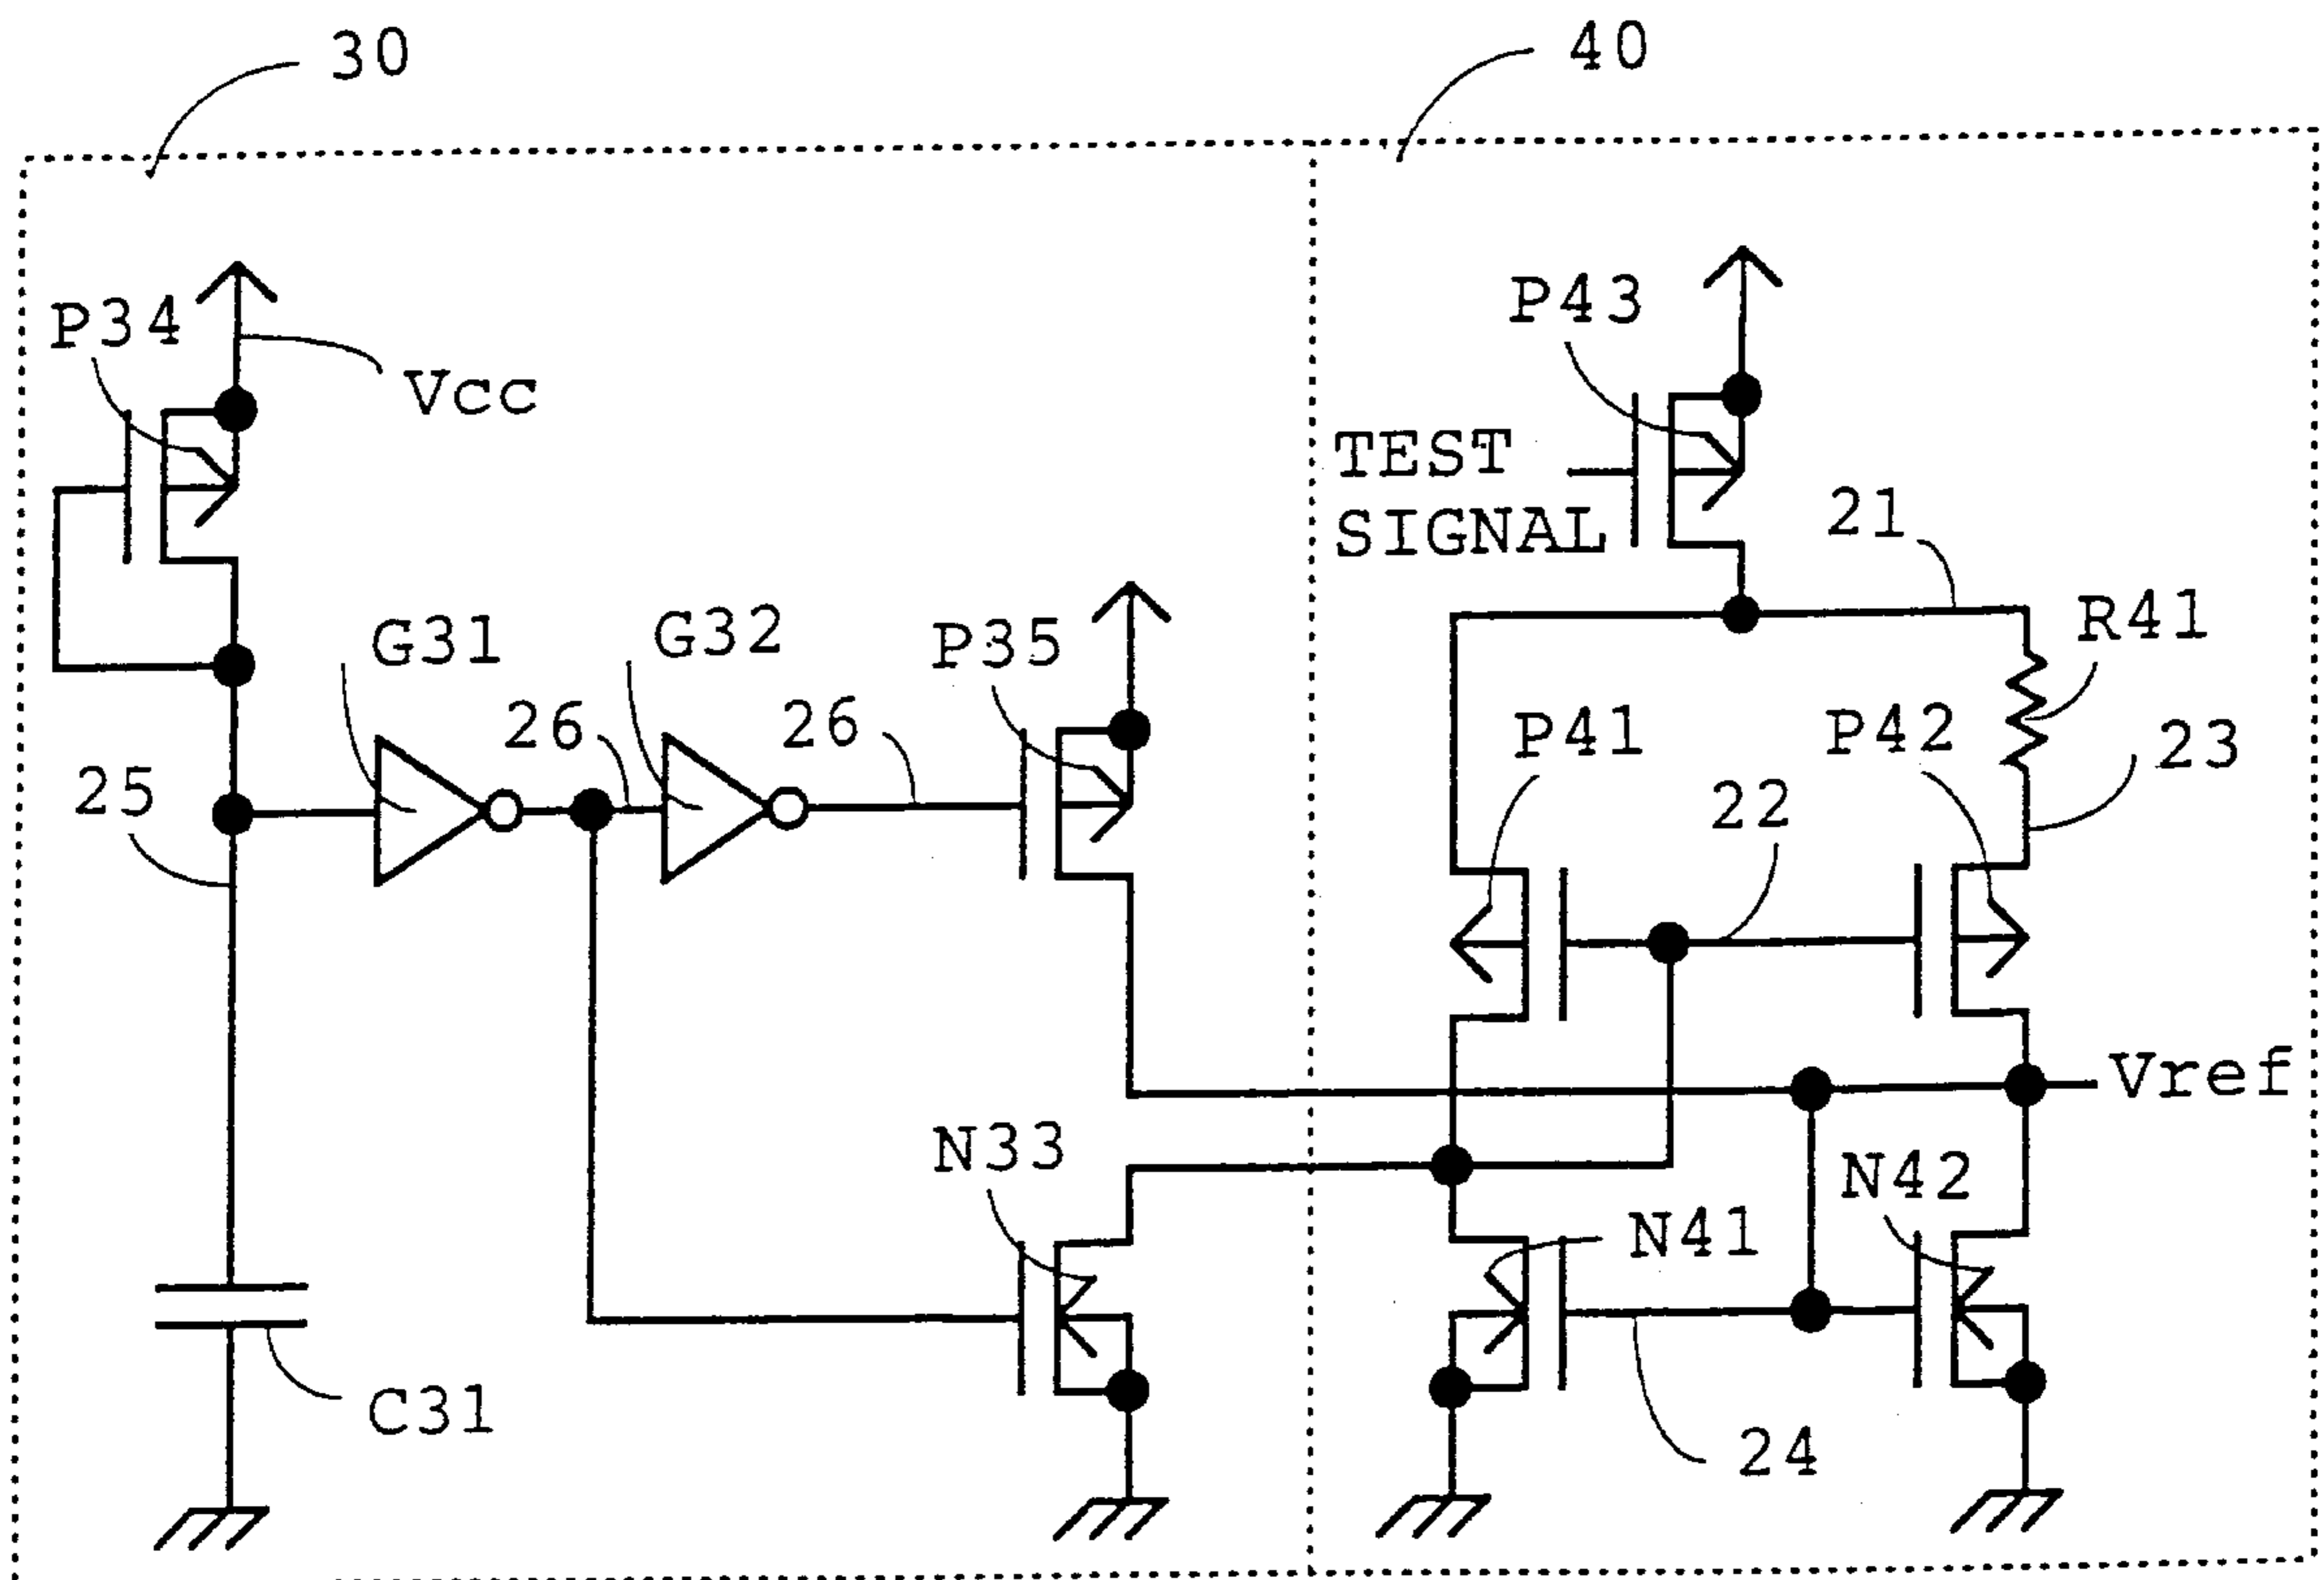 30
40
P34
Vcc
P43
TEST
SIGNAL
21
G31
G32
P35
R41
26
26
P41
P42
23
25
22
Vref
N33
N42
N41
C31
24